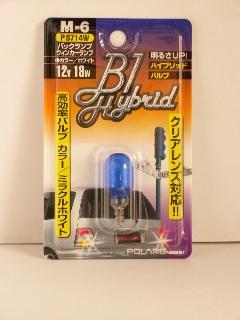 M-6
P8714W
バックランプ
ウィンカーランプ
12V 18W
B1
Hybrid
明るさUP!
ハイブリッド
バルブ
高効率バルブ カラー/ミラクルホワイト
クリアレンズ対応!!
POLARG